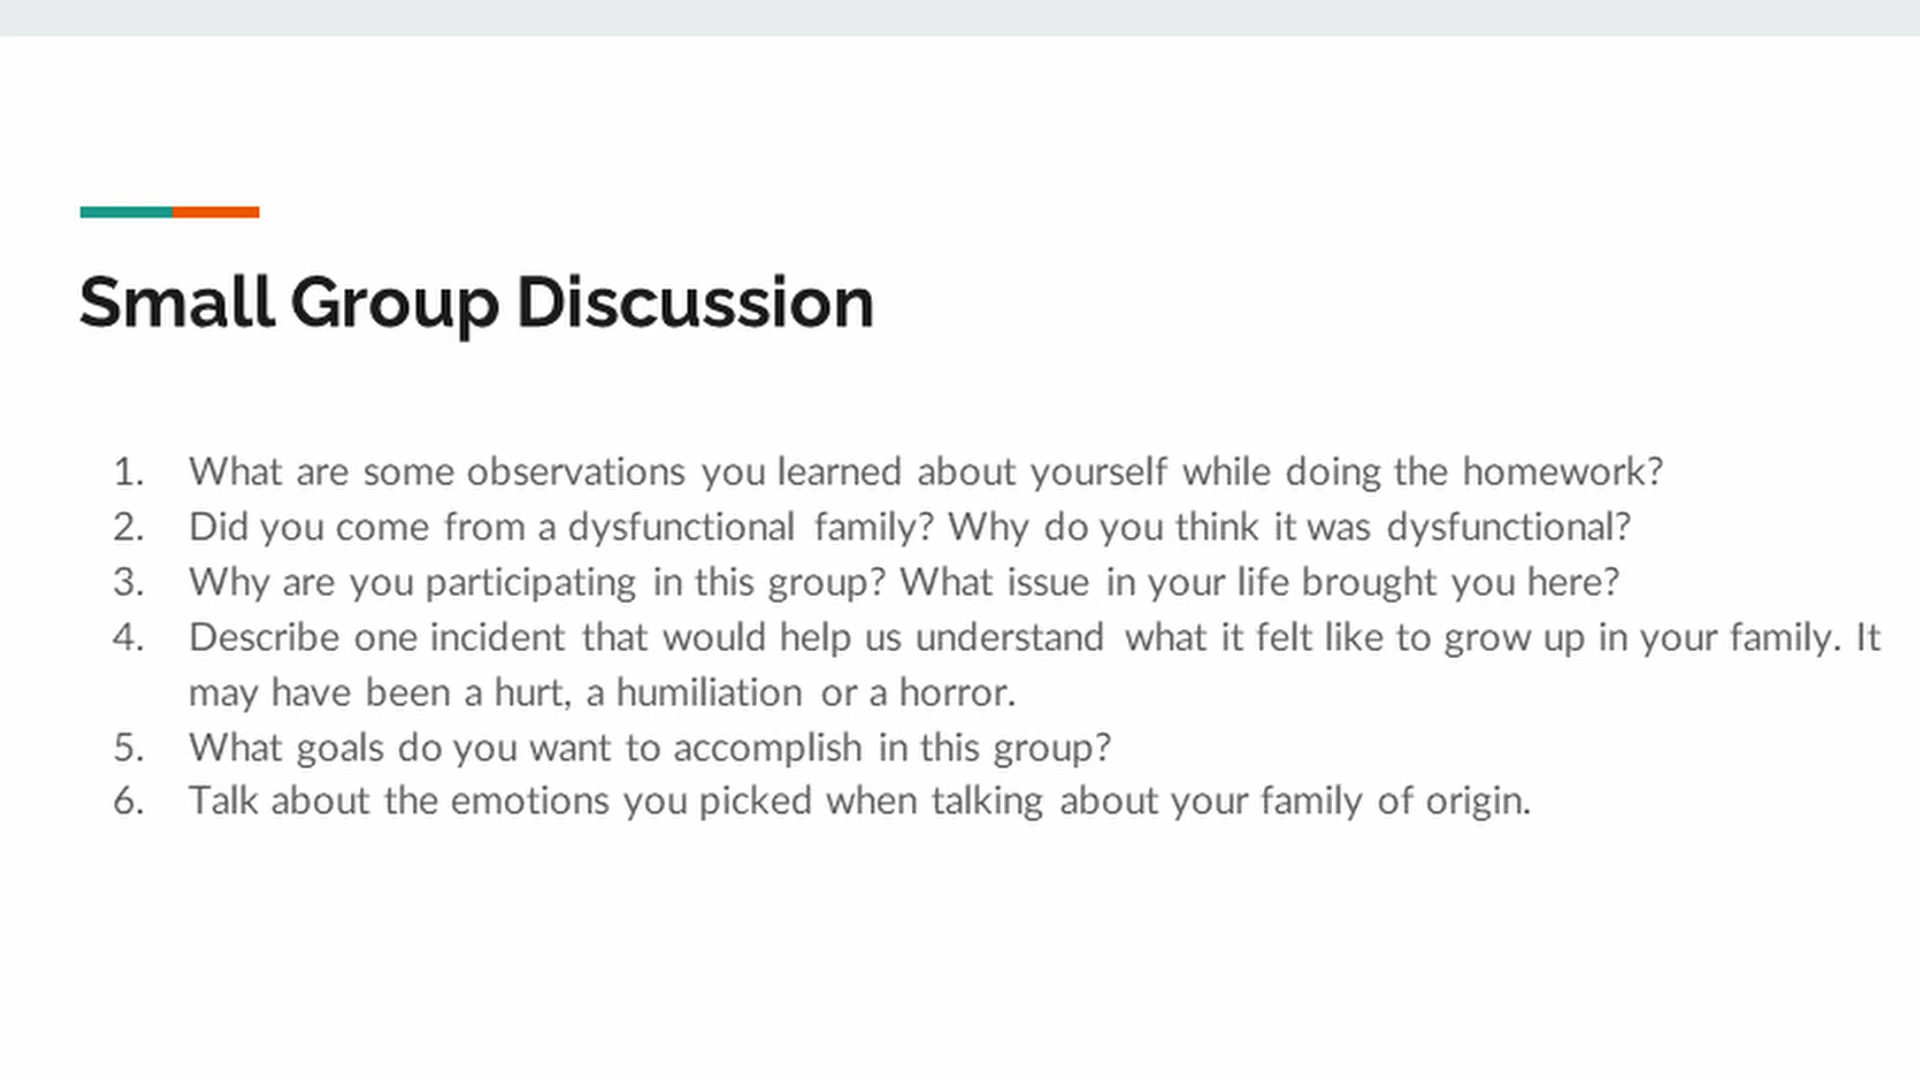 Small Group Discussion
1. What are some observations you learned about yourself while doing the homework?
2. Did you come from a dysfunctional family? Why do you think it was dysfunctional?
3. Why are you participating in this group? What issue in your life brought you here?
4. Describe one incident that would help us understand what it felt like to grow up in your family. It
may have been a hurt, a humiliation or a horror.
5. What goals do you want to accomplish in this group?
6. Talk about the emotions you picked when talking about your family of origin.